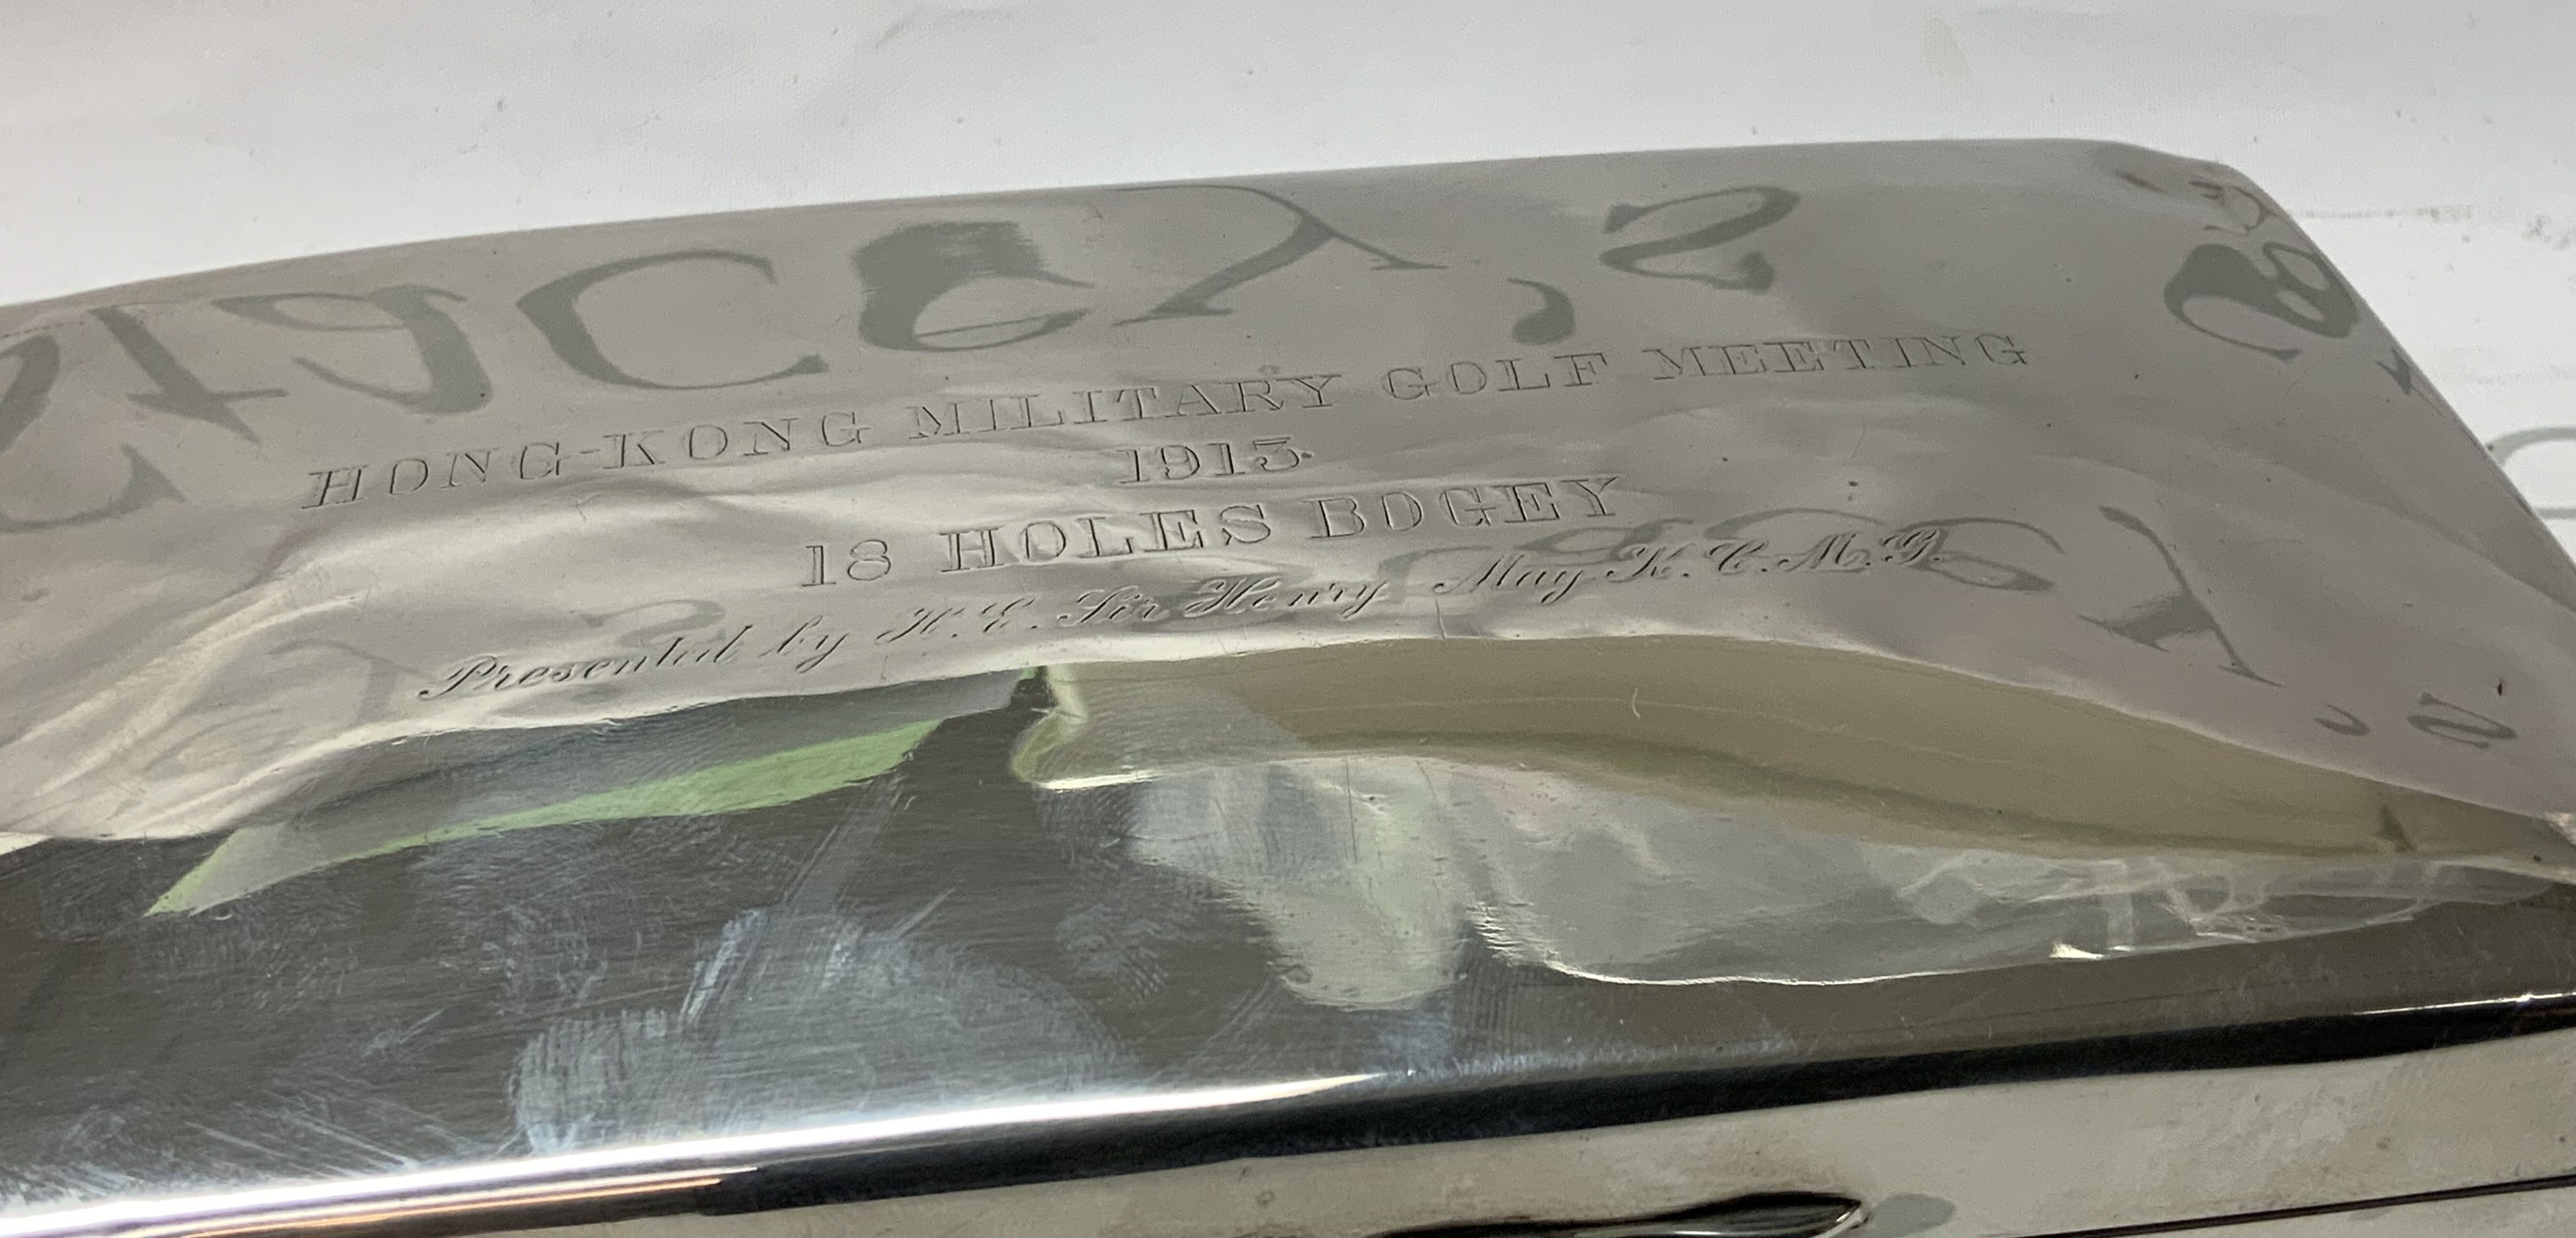 HONG-KONG MILITARY GOLF MEETING
1913.
18 HOLES BOGEY
Presented by H.E. Sir Henry May K.C.M.G.